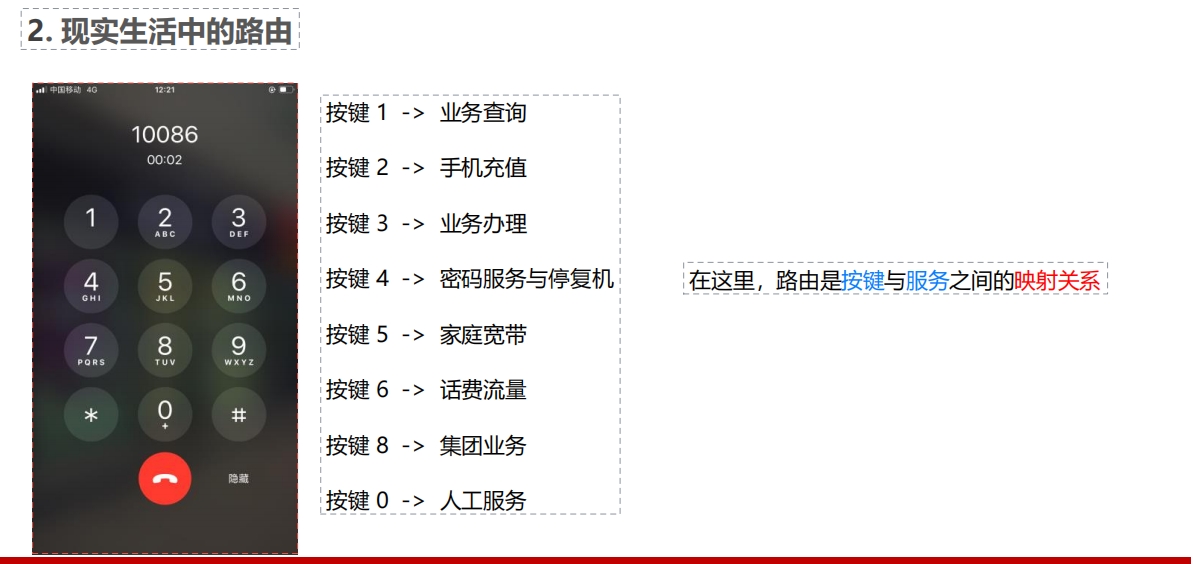 2. 现实生活中的路由
中国移动 4G 12:21
10086
00:02
1 2 3
ABC DEF
4 5 6
GHI JKL MNO
7 8 9
PQRS TUV WXYZ
* 0 #
+
隐藏
按键 1 -> 业务查询
按键 2 -> 手机充值
按键 3 -> 业务办理
按键 4 -> 密码服务与停复机
按键 5 -> 家庭宽带
按键 6 -> 话费流量
按键 8 -> 集团业务
按键 0 -> 人工服务
在这里，路由是按键与服务之间的映射关系